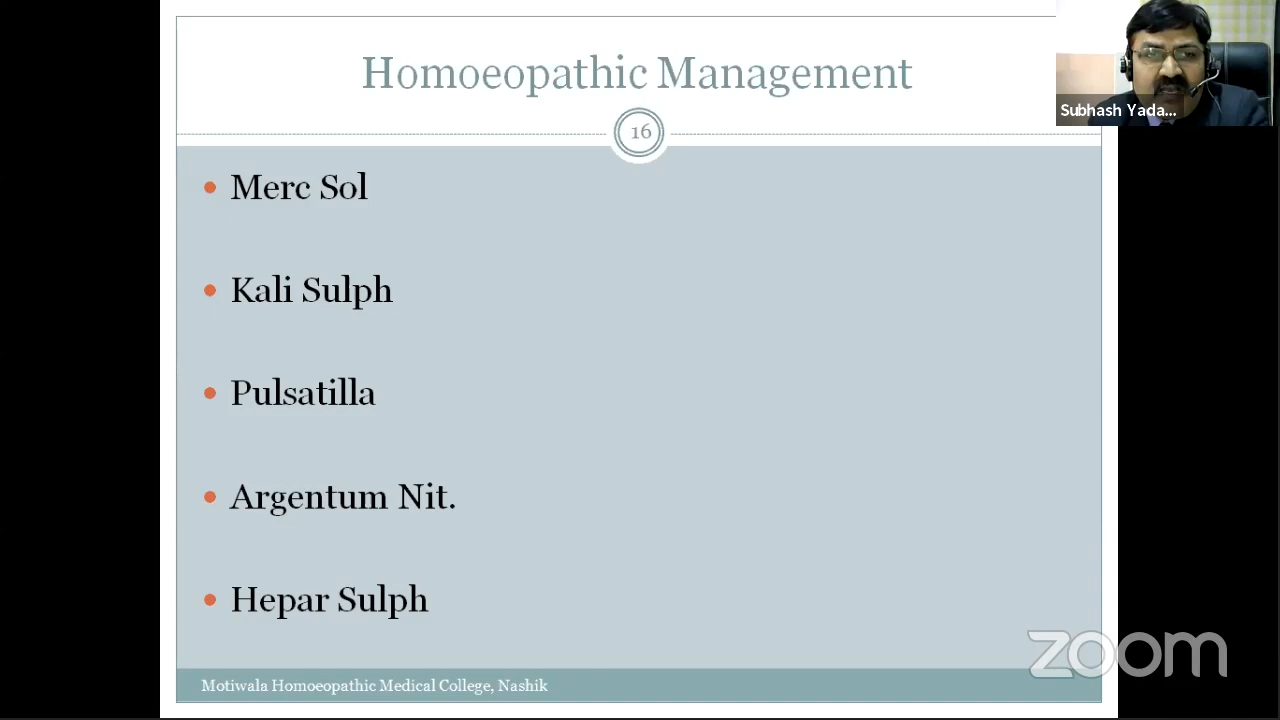 Homoeopathic Management
16
Subhash Yada...
• Merc Sol
• Kali Sulph
• Pulsatilla
• Argentum Nit.
• Hepar Sulph
Motiwala Homoeopathic Medical College, Nashik
zoom